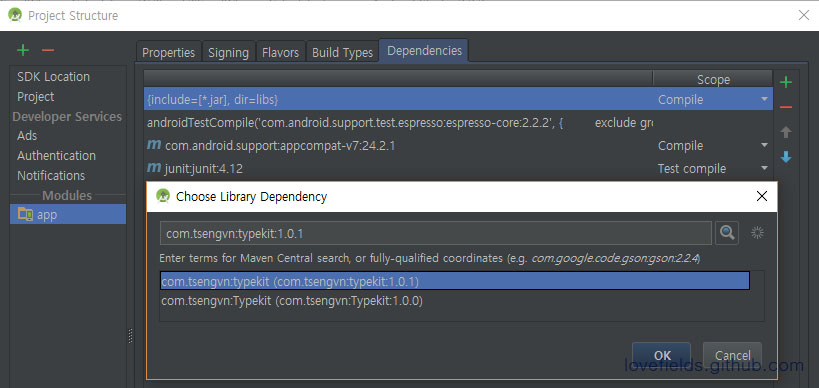 Project Structure
Properties Signing Flavors Build Types Dependencies
SDK Location
Project
Developer Services
Ads
Authentication
Notifications
Modules
app
Scope
{include=[*.jar], dir=libs} Compile
androidTestCompile('com.android.support.test.espresso:espresso-core:2.2.2', { exclude gro
m com.android.support:appcompat-v7:24.2.1 Compile
m junit:junit:4.12 Test compile
Choose Library Dependency
com.tsengvn:typekit:1.0.1
Enter terms for Maven Central search, or fully-qualified coordinates (e.g. com.google.code.gson:gson:2.2.4)
com.tsengvn:typekit (com.tsengvn:typekit:1.0.1)
com.tsengvn:Typekit (com.tsengvn:Typekit:1.0.0)
OK Cancel
lovefields.github.com